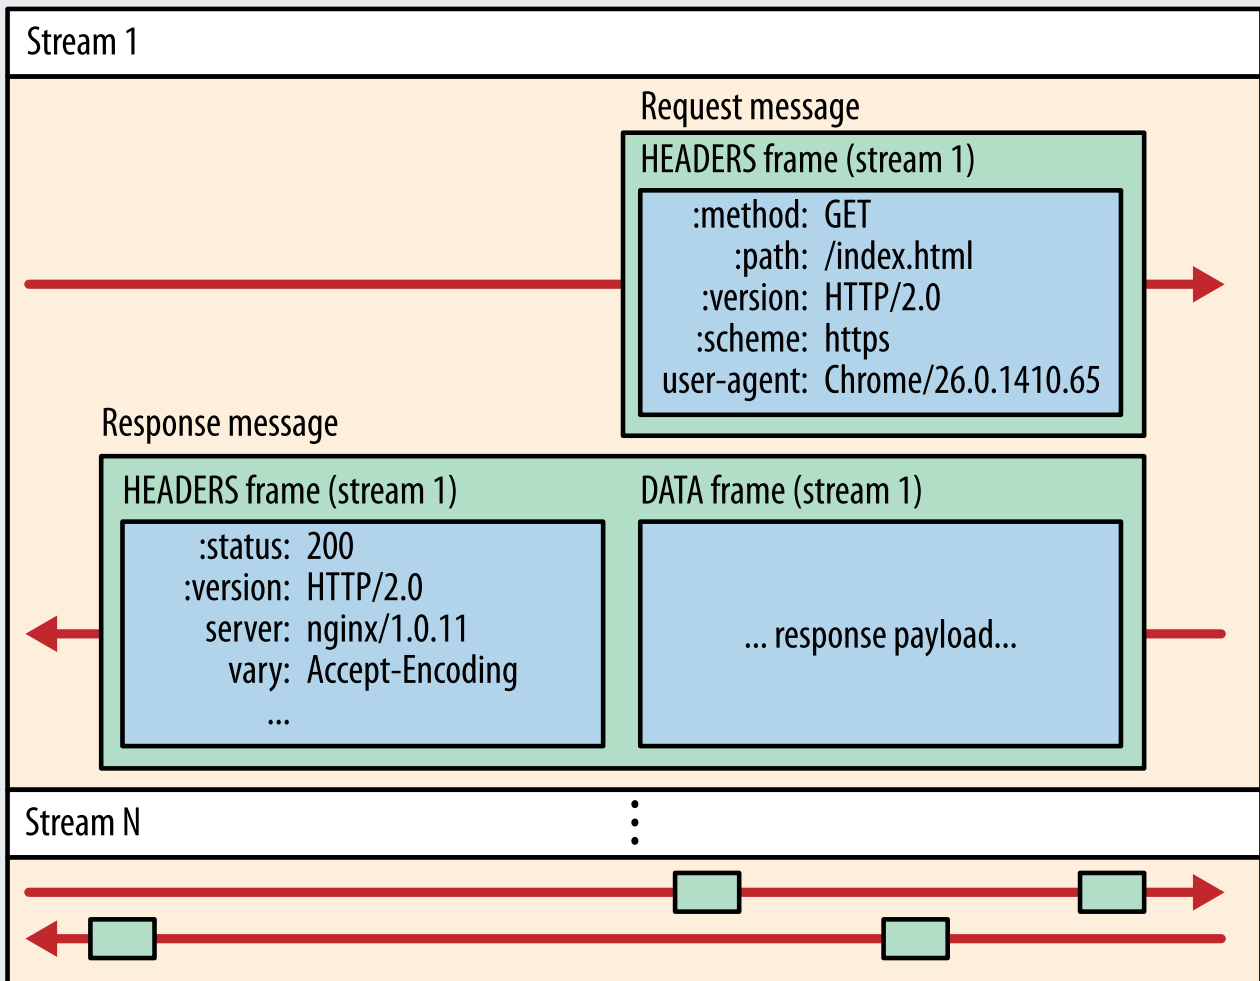 Stream 1
Request message
HEADERS frame (stream 1)
:method: GET
:path: /index.html
:version: HTTP/2.0
:scheme: https
user-agent: Chrome/26.0.1410.65
Response message
HEADERS frame (stream 1)
:status: 200
:version: HTTP/2.0
server: nginx/1.0.11
vary: Accept-Encoding
...
DATA frame (stream 1)
... response payload...
Stream N